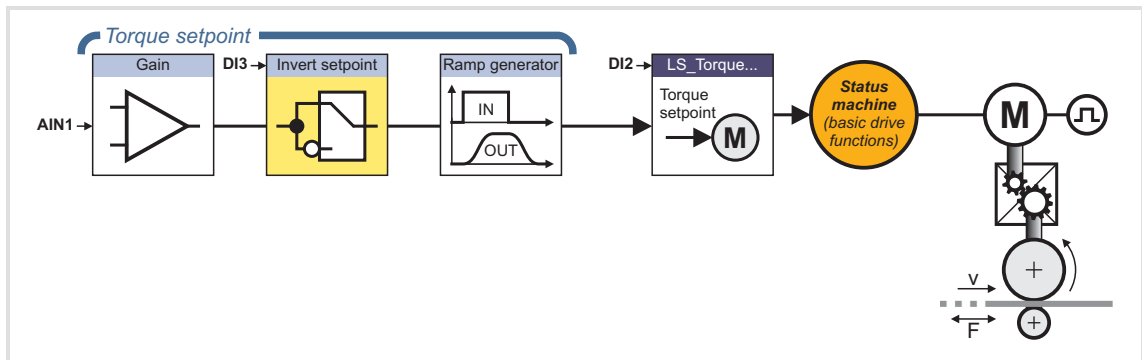 Torque setpoint
Gain
DI3
Invert setpoint
Ramp generator
DI2
LS_Torque...
AIN1
IN
OUT
Torque
setpoint
M
Status
machine
(basic drive
functions)
M
v
F